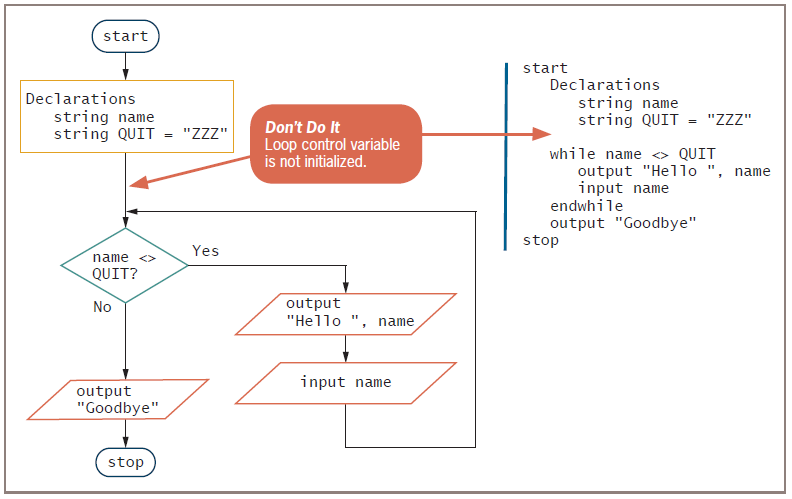 start
Declarations
string name
string QUIT = "ZZZ"
Don't Do It
Loop control variable
is not initialized.
name <>
QUIT?
Yes
No
output
"Hello ", name
input name
output
"Goodbye"
stop
start
Declarations
string name
string QUIT = "ZZZ"
while name <> QUIT
output "Hello ", name
input name
endwhile
output "Goodbye"
stop